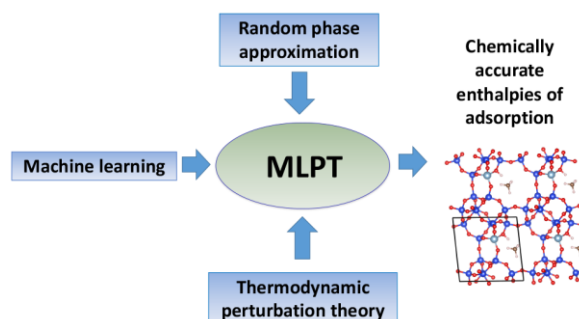 Random phase
approximation
Chemically
accurate
enthalpies of
adsorption
Machine learning
MLPT
Thermodynamic
perturbation theory